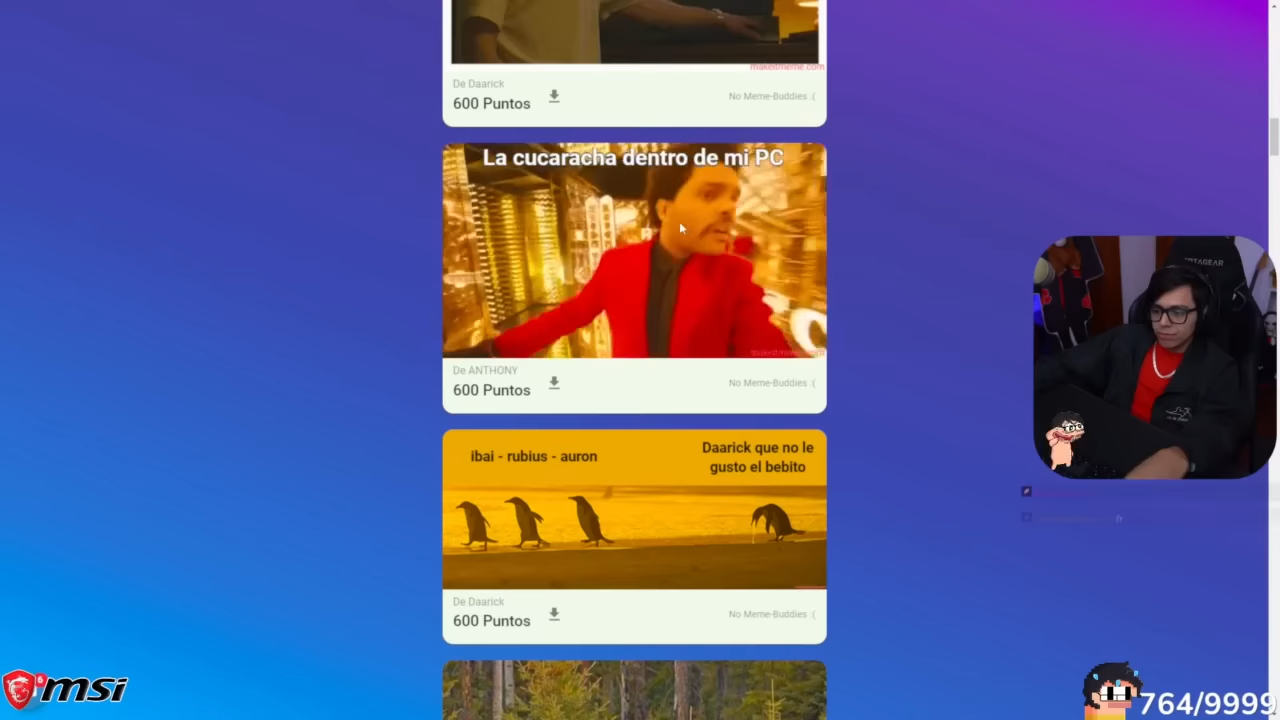 makeitmeme.com
De Daarick
600 Puntos
No Meme-Buddies :(
La cucaracha dentro de mi PC
De ANTHONY
600 Puntos
No Meme-Buddies :(
ibai - rubius - auron
Daarick que no le
gusto el bebito
De Daarick
600 Puntos
No Meme-Buddies :(
msi
764/9999